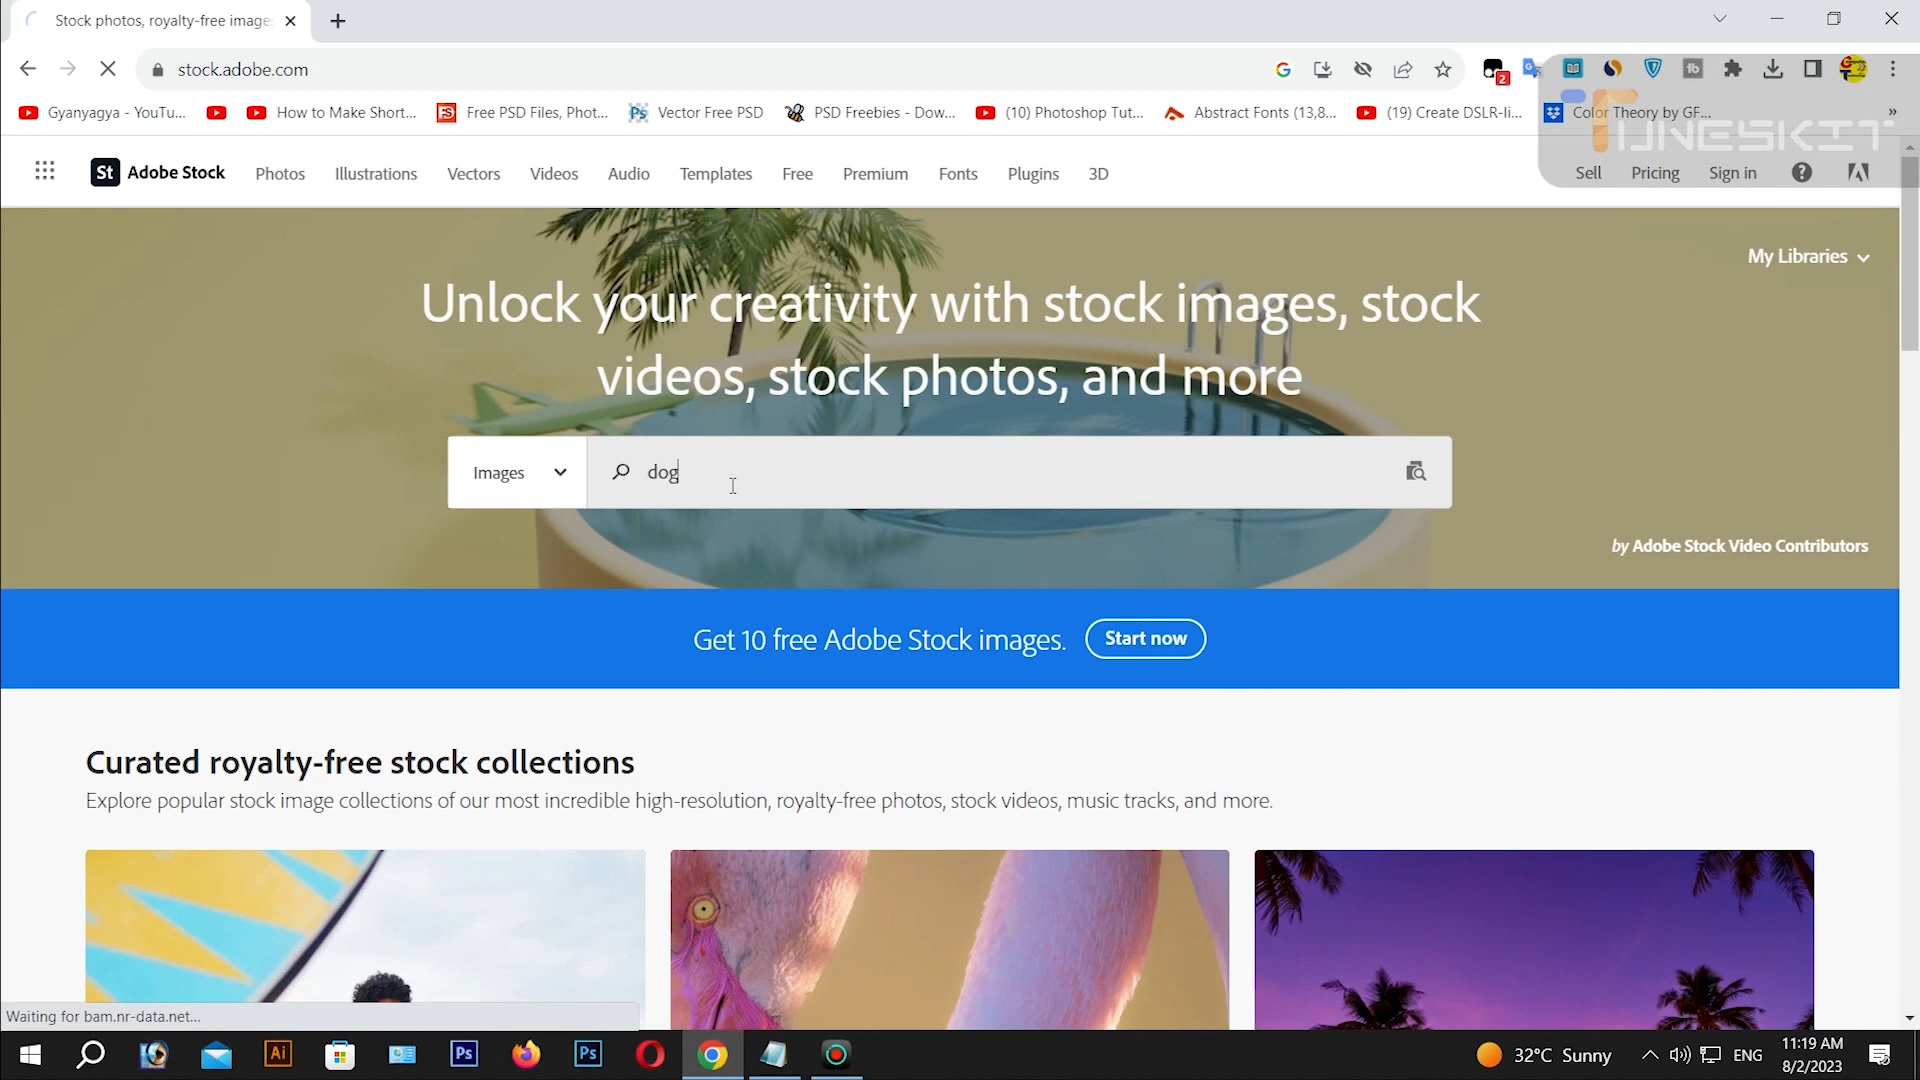 Stock photos, royalty-free image
stock.adobe.com
2
Gyanyagya - YouTu...
How to Make Short...
Free PSD Files, Phot...
Vector Free PSD
PSD Freebies - Dow...
(10) Photoshop Tut...
Abstract Fonts (13,8...
(19) Create DSLR-li...
Color Theory by GF...
»
TUNESKIT
St Adobe Stock
Photos
Illustrations
Vectors
Videos
Audio
Templates
Free
Premium
Fonts
Plugins
3D
Sell
Pricing
Sign in
My Libraries
Unlock your creativity with stock images, stock
videos, stock photos, and more
Images
dog
by Adobe Stock Video Contributors
Get 10 free Adobe Stock images.
Start now
Curated royalty-free stock collections
Explore popular stock image collections of our most incredible high-resolution, royalty-free photos, stock videos, music tracks, and more.
Waiting for bam.nr-data.net...
Ai
Ps
Ps
32°C Sunny
ENG
11:19 AM
8/2/2023